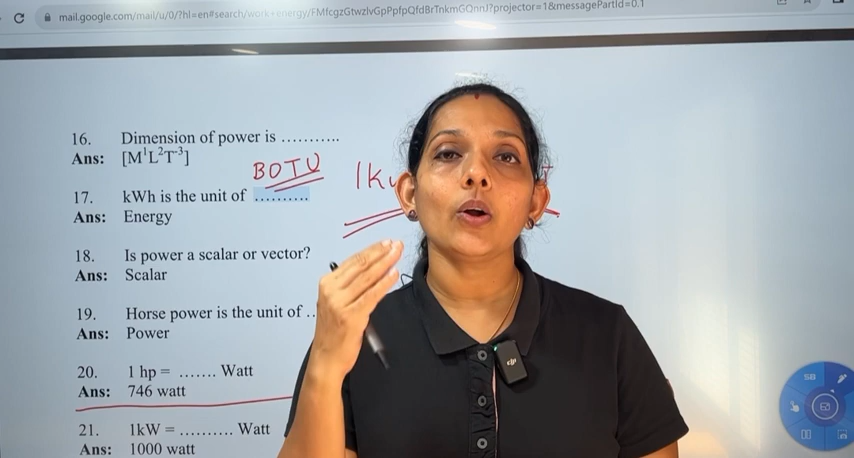 mail.google.com/mail/u/0/?hl=en#search/work+energy/FMfcgzGtwzlvGpPpfpQfdBrTnkmGQnnJ?projector=1&messagePartId=0.1
16. Dimension of power is ...........
Ans: [M¹L²T⁻³]
BOTU
17. kWh is the unit of ..........
Ans: Energy
18. Is power a scalar or vector?
Ans: Scalar
19. Horse power is the unit of ..
Ans: Power
20. 1 hp = ....... Watt
Ans: 746 watt
21. 1kW = .......... Watt
Ans: 1000 watt
SB
dji